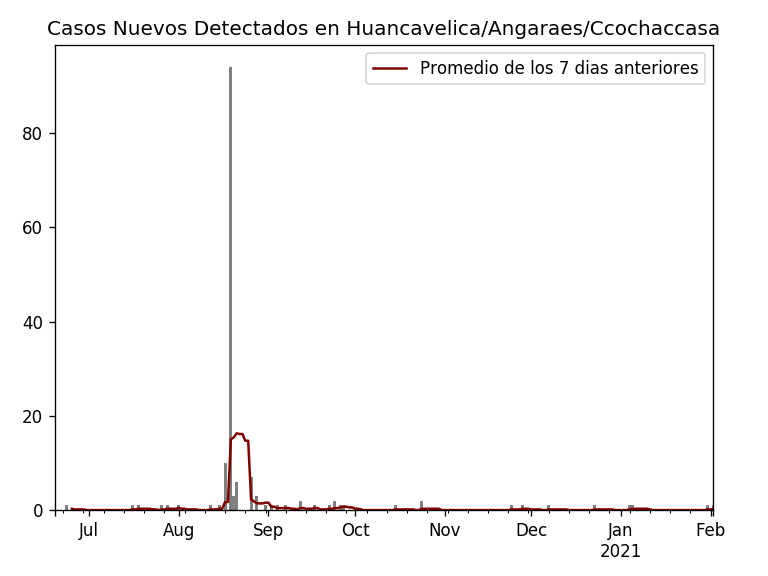 Casos Nuevos Detectados en Huancavelica/Angaraes/Ccochaccasa
Promedio de los 7 dias anteriores
80
60
40
20
0
Jul Aug Sep Oct Nov Dec Jan Feb
2021